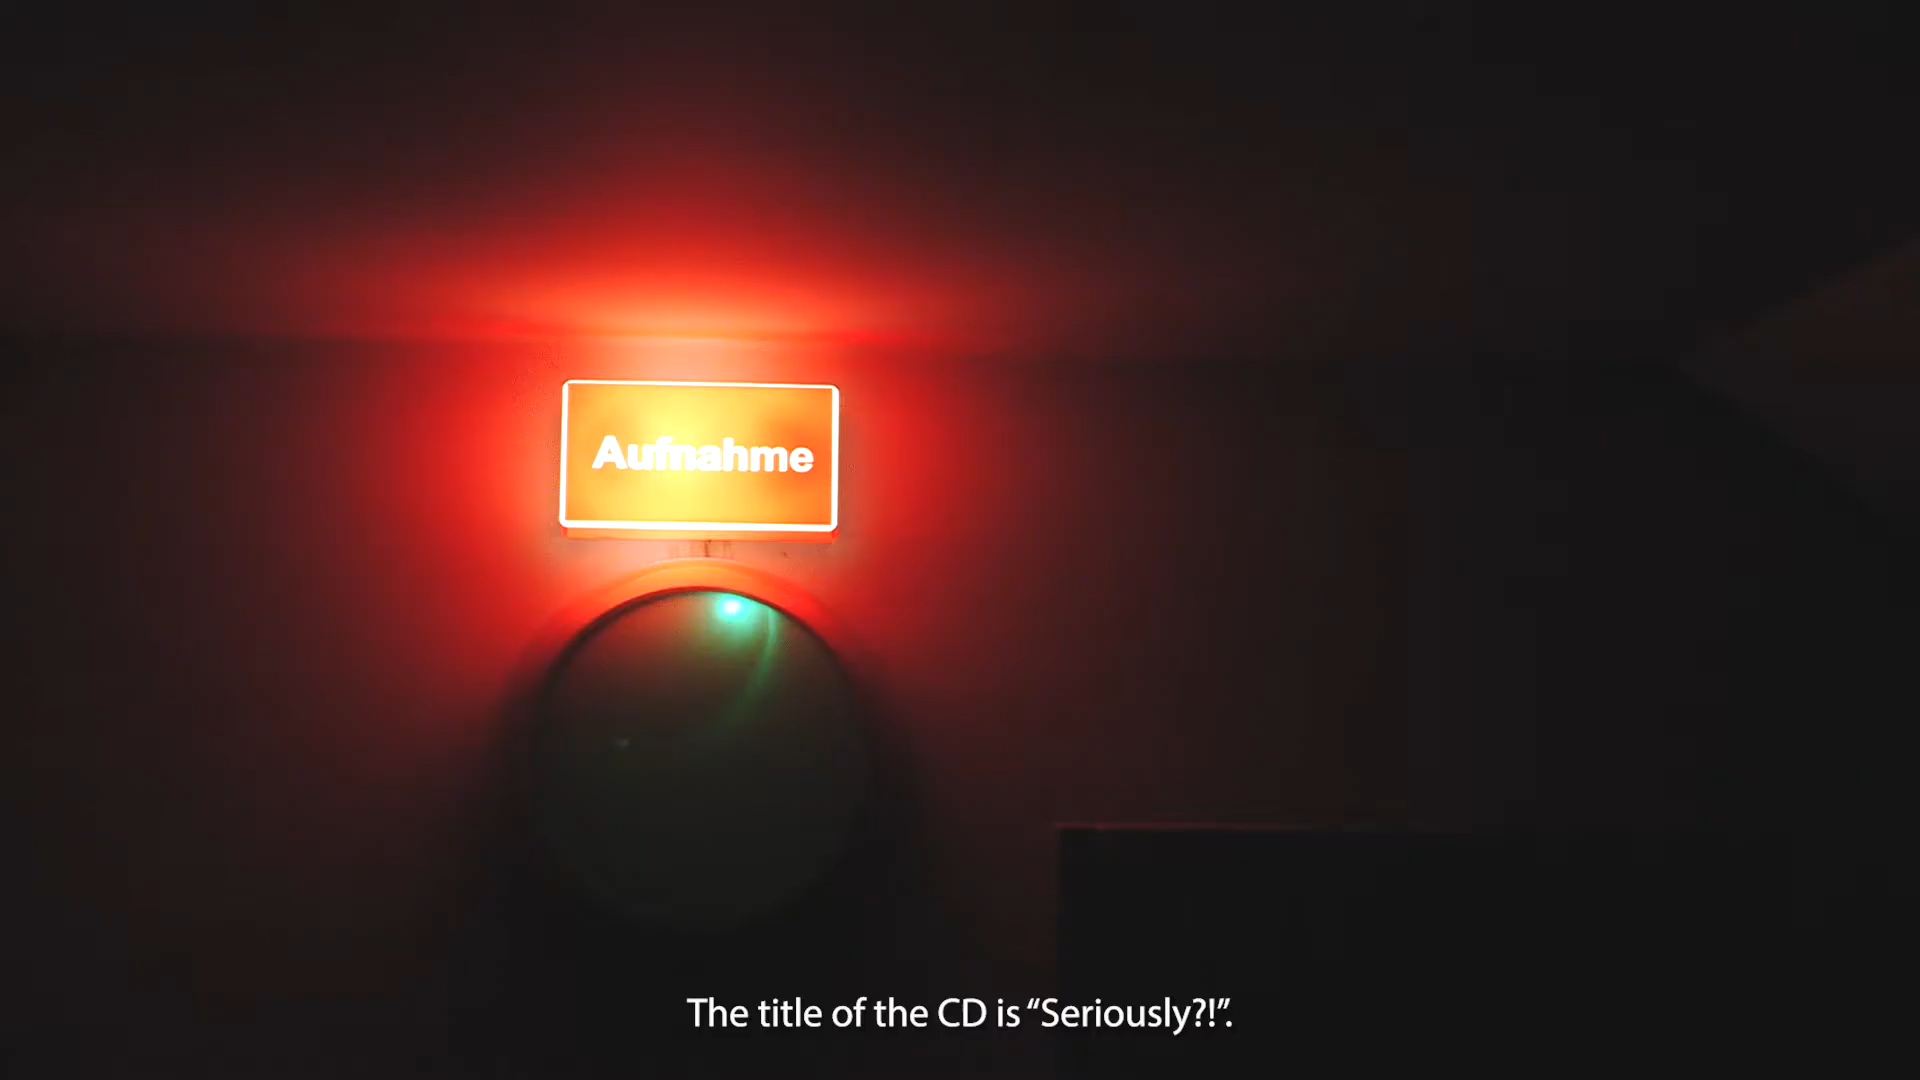 Aufnahme
The title of the CD is “Seriously?!”.